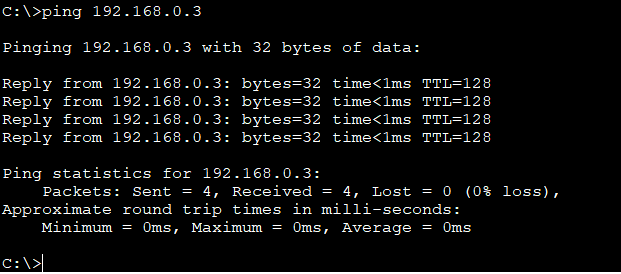 C:\>ping 192.168.0.3
Pinging 192.168.0.3 with 32 bytes of data:
Reply from 192.168.0.3: bytes=32 time<1ms TTL=128
Reply from 192.168.0.3: bytes=32 time<1ms TTL=128
Reply from 192.168.0.3: bytes=32 time<1ms TTL=128
Reply from 192.168.0.3: bytes=32 time<1ms TTL=128
Ping statistics for 192.168.0.3:
    Packets: Sent = 4, Received = 4, Lost = 0 (0% loss),
Approximate round trip times in milli-seconds:
    Minimum = 0ms, Maximum = 0ms, Average = 0ms
C:\>